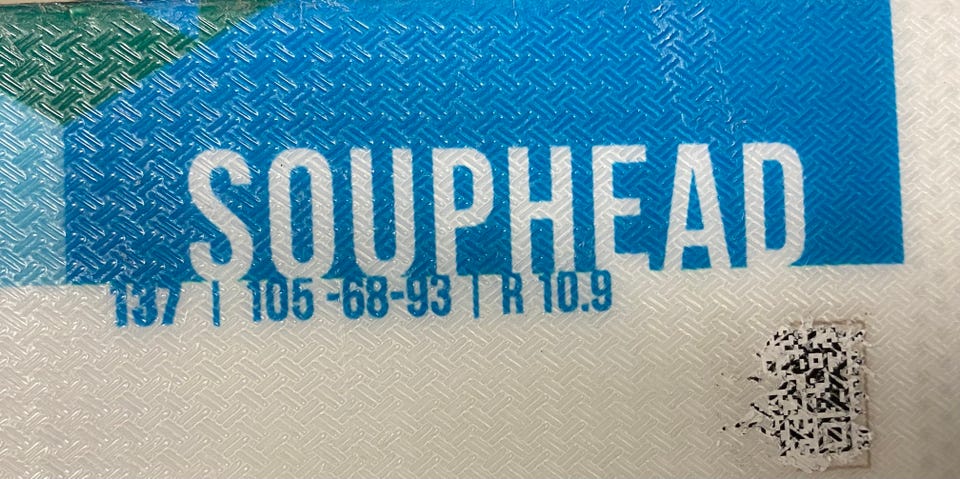 SOUPHEAD
137 | 105 -68-93 | R 10.9